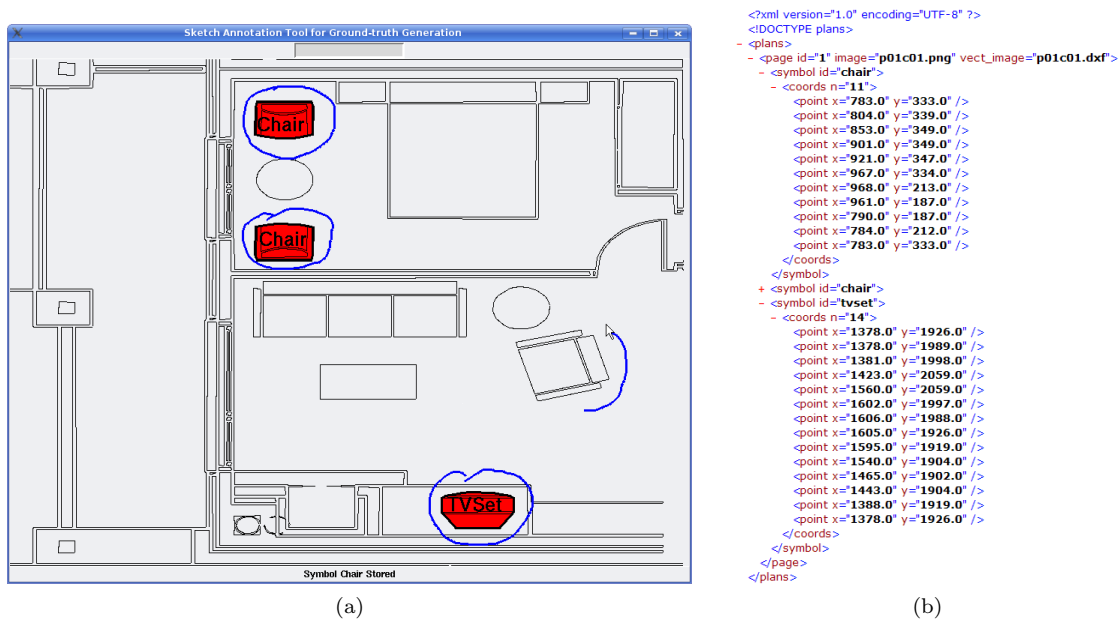 Sketch Annotation Tool for Ground-truth Generation
Chair
Chair
TVSet
Symbol Chair Stored
(a)
<?xml version="1.0" encoding="UTF-8" ?>
<!DOCTYPE plans>
- <plans>
- <page id="1" image="p01c01.png" vect_image="p01c01.dxf">
- <symbol id="chair">
- <coords n="11">
<point x="783.0" y="333.0" />
<point x="804.0" y="339.0" />
<point x="853.0" y="349.0" />
<point x="901.0" y="349.0" />
<point x="921.0" y="347.0" />
<point x="967.0" y="334.0" />
<point x="968.0" y="213.0" />
<point x="961.0" y="187.0" />
<point x="790.0" y="187.0" />
<point x="784.0" y="212.0" />
<point x="783.0" y="333.0" />
</coords>
</symbol>
+ <symbol id="chair">
- <symbol id="tvset">
- <coords n="14">
<point x="1378.0" y="1926.0" />
<point x="1378.0" y="1989.0" />
<point x="1381.0" y="1998.0" />
<point x="1423.0" y="2059.0" />
<point x="1560.0" y="2059.0" />
<point x="1602.0" y="1997.0" />
<point x="1606.0" y="1988.0" />
<point x="1605.0" y="1926.0" />
<point x="1595.0" y="1919.0" />
<point x="1540.0" y="1904.0" />
<point x="1465.0" y="1902.0" />
<point x="1443.0" y="1904.0" />
<point x="1388.0" y="1919.0" />
<point x="1378.0" y="1926.0" />
</coords>
</symbol>
</page>
</plans>
(b)